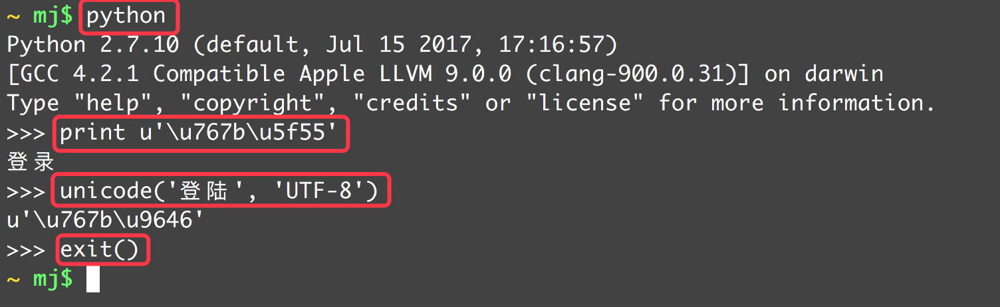 ~ mj$ python
Python 2.7.10 (default, Jul 15 2017, 17:16:57)
[GCC 4.2.1 Compatible Apple LLVM 9.0.0 (clang-900.0.31)] on darwin
Type "help", "copyright", "credits" or "license" for more information.
>>> print u'\u767b\u5f55'
登录
>>> unicode('登陆', 'UTF-8')
u'\u767b\u9646'
>>> exit()
~ mj$